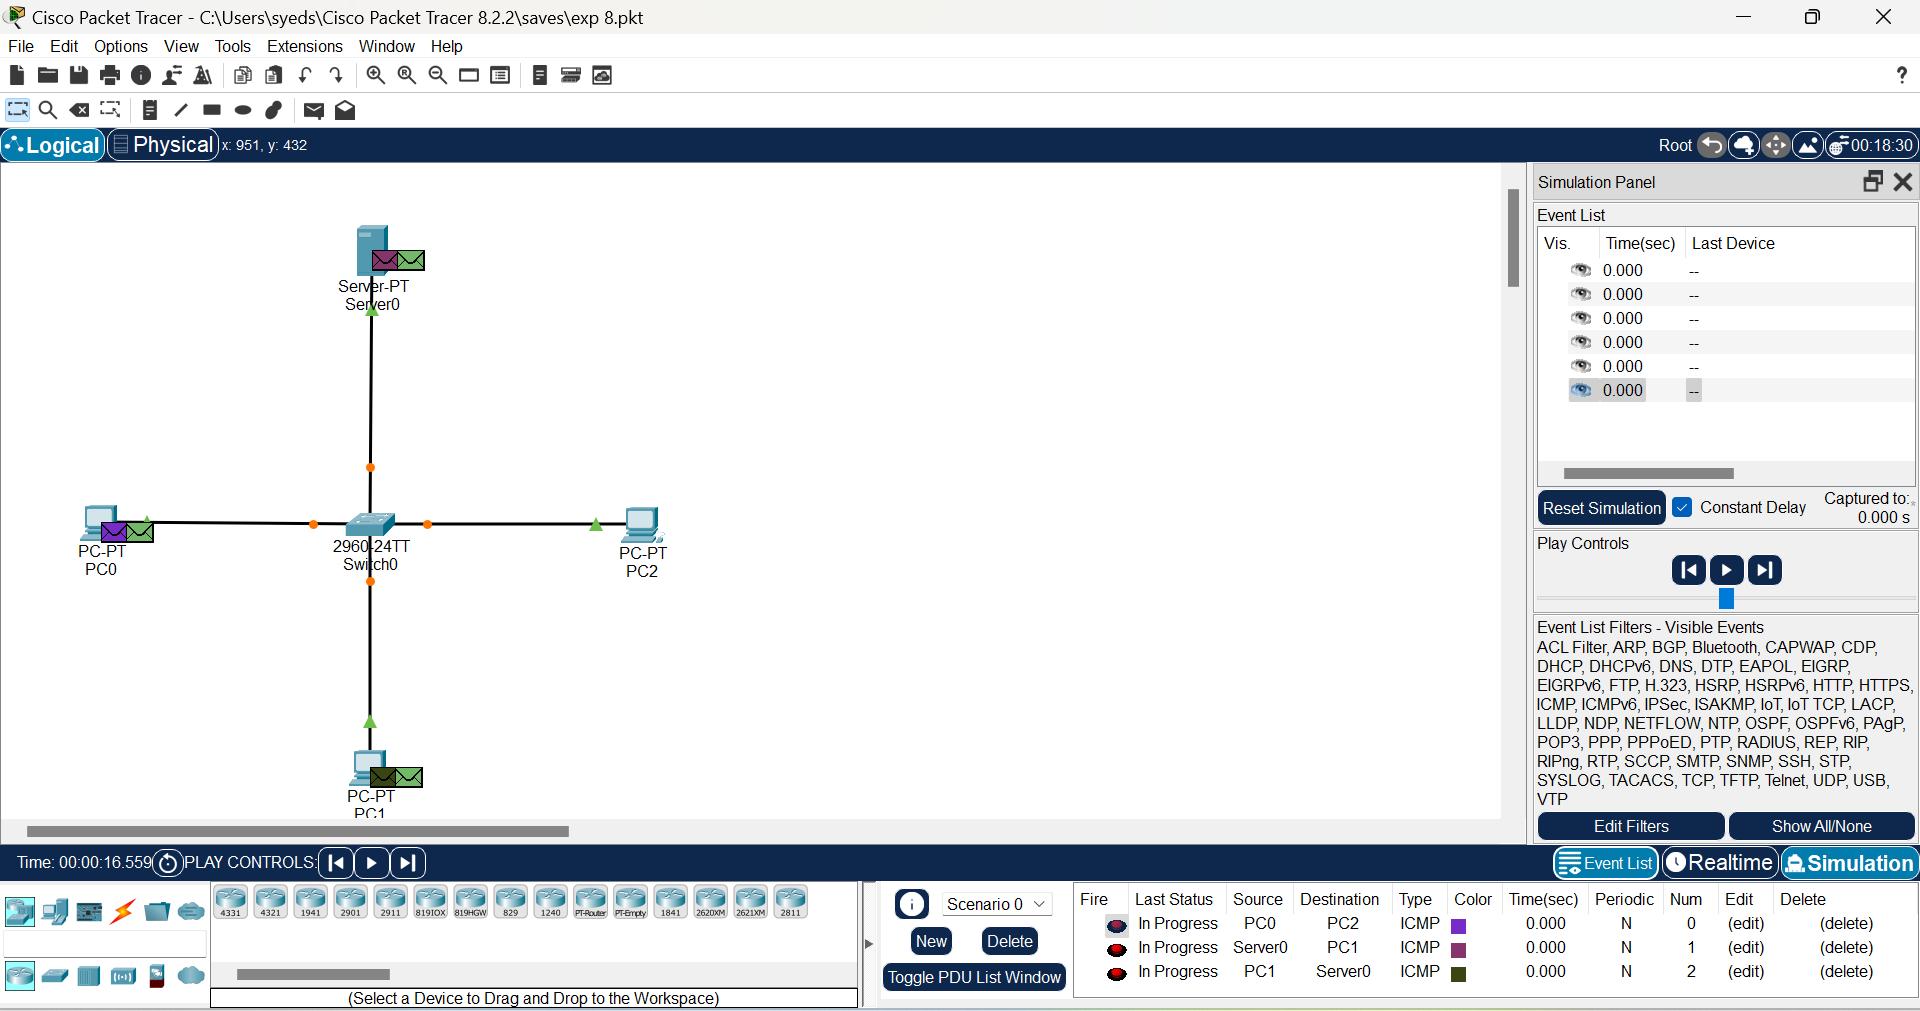 Cisco Packet Tracer - C:\Users\syeds\Cisco Packet Tracer 8.2.2\saves\exp 8.pkt
File Edit Options View Tools Extensions Window Help
?
Logical Physical x: 951, y: 432 Root 00:18:30
Server-PT
Server0
PC-PT
PC0
2960-24TT
Switch0
PC-PT
PC2
PC-PT
PC1
Simulation Panel
Event List
Vis. Time(sec) Last Device
0.000 --
0.000 --
0.000 --
0.000 --
0.000 --
0.000 --
Reset Simulation Constant Delay Captured to:
0.000 s
Play Controls
Event List Filters - Visible Events
ACL Filter, ARP, BGP, Bluetooth, CAPWAP, CDP,
DHCP, DHCPv6, DNS, DTP, EAPOL, EIGRP,
EIGRPv6, FTP, H.323, HSRP, HSRPv6, HTTP, HTTPS,
ICMP, ICMPv6, IPSec, ISAKMP, IoT, IoT TCP, LACP,
LLDP, NDP, NETFLOW, NTP, OSPF, OSPFv6, PAgP,
POP3, PPP, PPPoED, PTP, RADIUS, REP, RIP,
RIPng, RTP, SCCP, SMTP, SNMP, SSH, STP,
SYSLOG, TACACS, TCP, TFTP, Telnet, UDP, USB,
VTP
Edit Filters Show All/None
Time: 00:00:16.559 PLAY CONTROLS: Event List Realtime Simulation
4331 4321 1941 2901 2911 819IOX 819HGW 829 1240 PT-Router PT-Empty 1841 2620XM 2621XM 2811
(Select a Device to Drag and Drop to the Workspace)
Scenario 0
New Delete
Toggle PDU List Window
Fire Last Status Source Destination Type Color Time(sec) Periodic Num Edit Delete
In Progress PC0 PC2 ICMP 0.000 N 0 (edit) (delete)
In Progress Server0 PC1 ICMP 0.000 N 1 (edit) (delete)
In Progress PC1 Server0 ICMP 0.000 N 2 (edit) (delete)